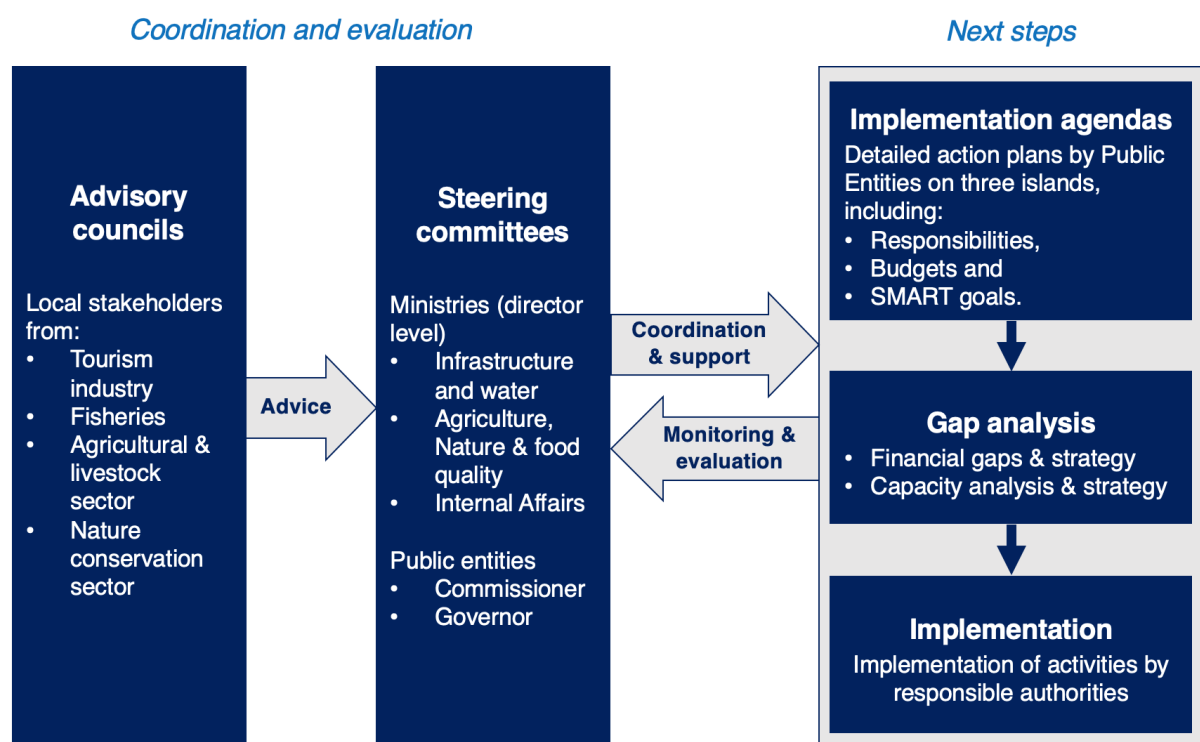 Coordination and evaluation
Next steps
Advisory
councils
Local stakeholders
from:
• Tourism
industry
• Fisheries
• Agricultural &
livestock
sector
• Nature
conservation
sector
Advice
Steering
committees
Ministries (director
level)
• Infrastructure
and water
• Agriculture,
Nature & food
quality
• Internal Affairs
Public entities
• Commissioner
• Governor
Coordination
& support
Monitoring &
evaluation
Implementation agendas
Detailed action plans by Public
Entities on three islands,
including:
• Responsibilities,
• Budgets and
• SMART goals.
Gap analysis
• Financial gaps & strategy
• Capacity analysis & strategy
Implementation
Implementation of activities by
responsible authorities